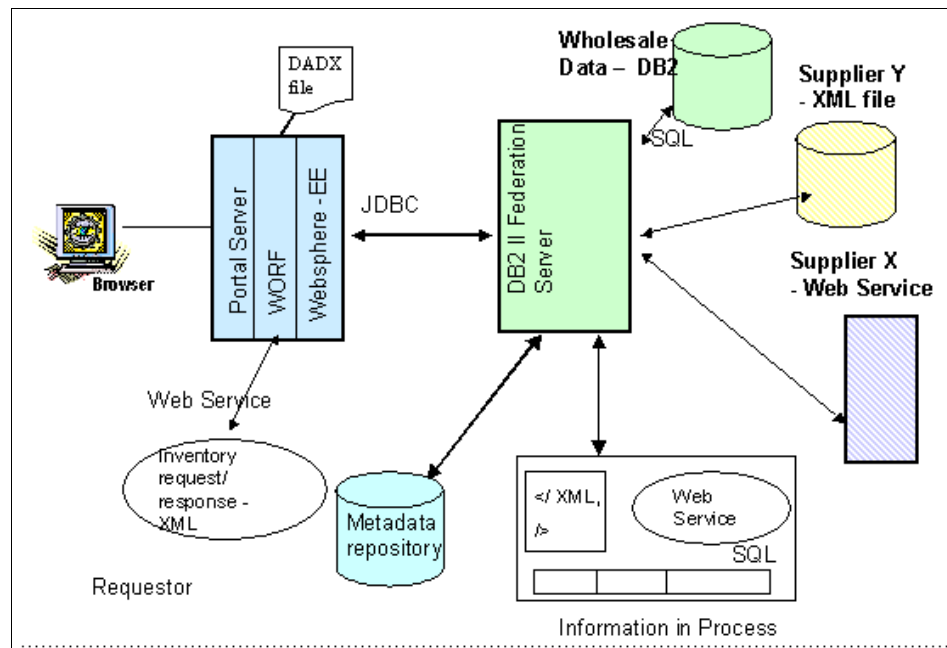 DADX
file
Wholesale
Data – DB2
Supplier Y
- XML file
SQL
Portal Server
WORF
Websphere -EE
JDBC
DB2 II Federation
Server
Browser
Supplier X
- Web Service
Web Service
Inventory
request/
response -
XML
Metadata
repository
</ XML,
/>
Web
Service
SQL
Requestor
Information in Process